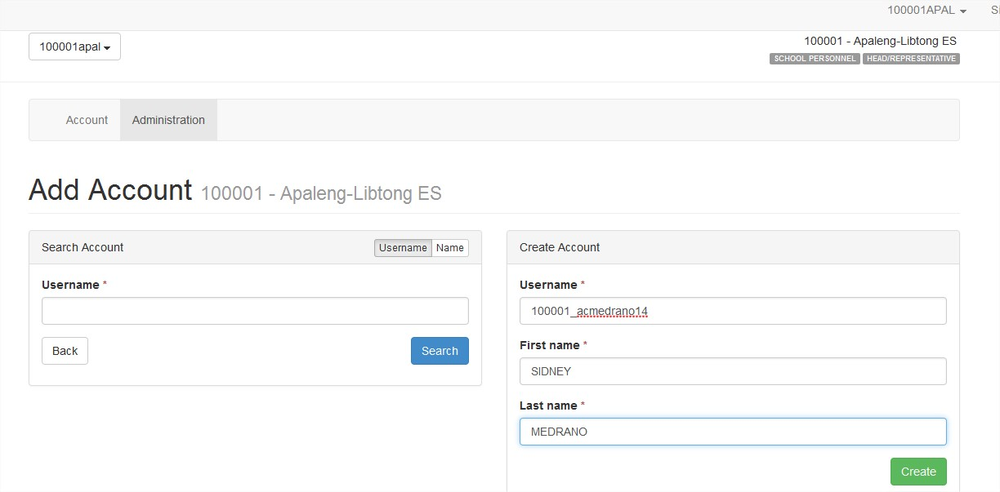 100001APAL
100001apal
100001 - Apaleng-Libtong ES
SCHOOL PERSONNEL HEAD/REPRESENTATIVE
Account Administration
Add Account 100001 - Apaleng-Libtong ES
Search Account Username Name
Username *
Back Search
Create Account
Username *
100001_acmedrano14
First name *
SIDNEY
Last name *
MEDRANO
Create